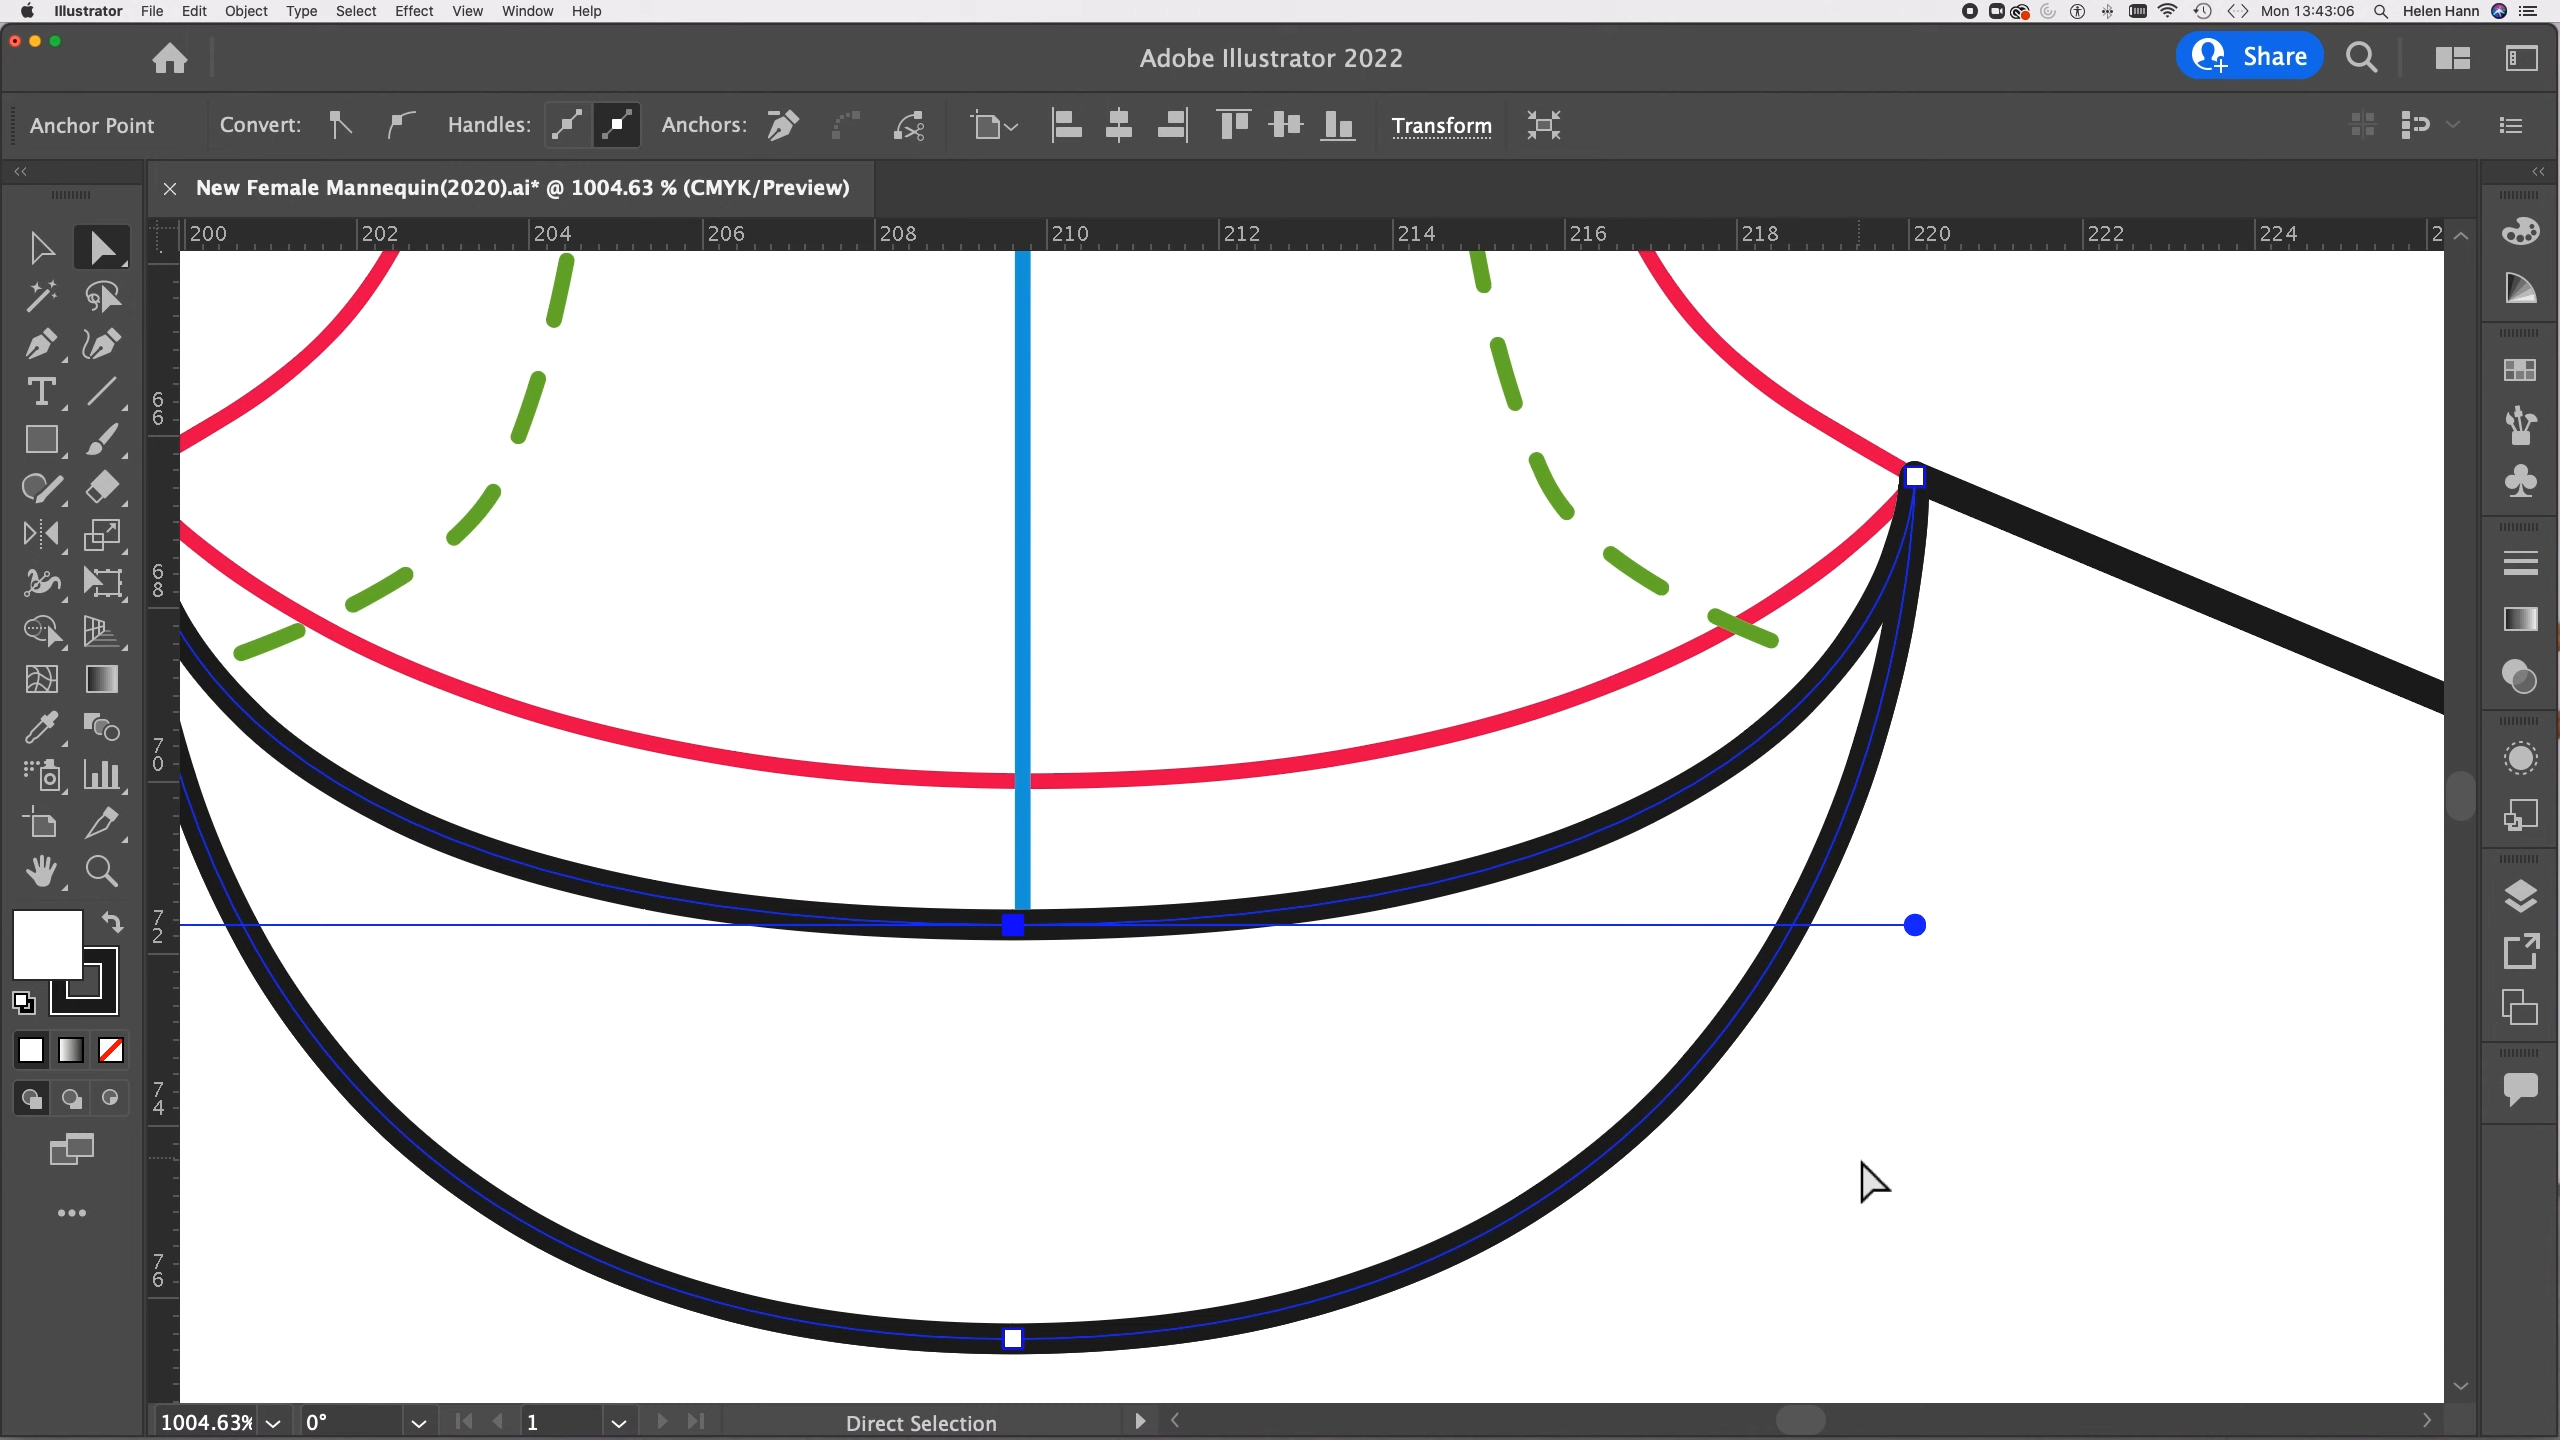 Illustrator File Edit Object Type Select Effect View Window Help Mon 13:43:06 Helen Hann
Adobe Illustrator 2022
Share
Anchor Point Convert: Handles: Anchors: Transform
New Female Mannequin(2020).ai* @ 1004.63 % (CMYK/Preview)
200 202 204 206 208 210 212 214 216 218 220 222 224 2
66
68
70
72
74
76
1004.63% 0° 1 Direct Selection